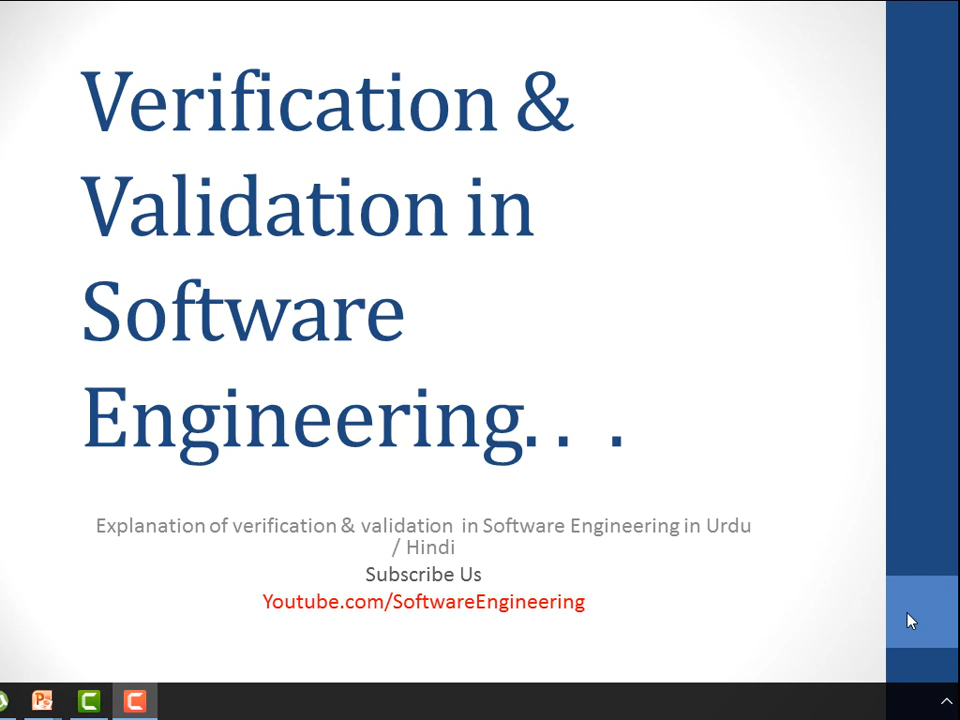 Verification &
Validation in
Software
Engineering. . .
Explanation of verification & validation in Software Engineering in Urdu
/ Hindi
Subscribe Us
Youtube.com/SoftwareEngineering